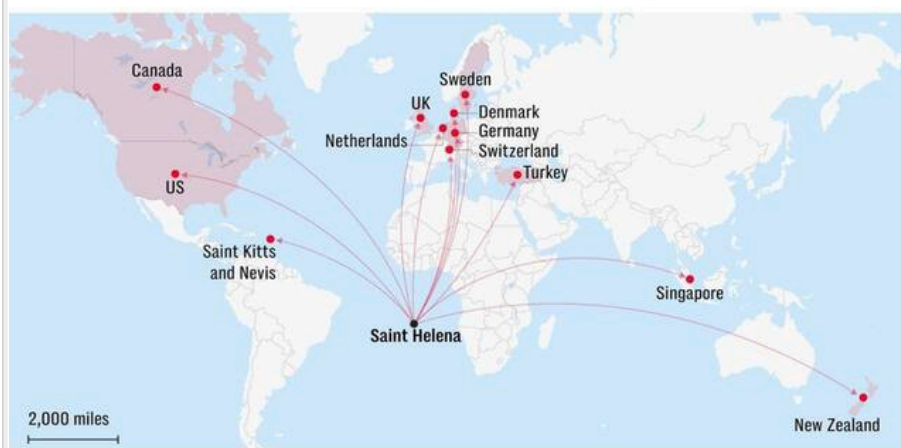 Canada
Sweden
UK
Denmark
Germany
Netherlands
Switzerland
Turkey
US
Saint Kitts
and Nevis
Singapore
Saint Helena
2,000 miles
New Zealand